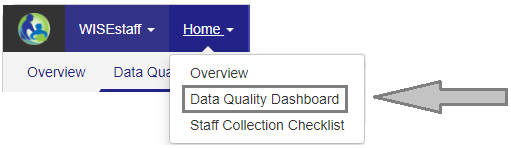 WISEstaff Home
Overview Data Qua
Overview
Data Quality Dashboard
Staff Collection Checklist